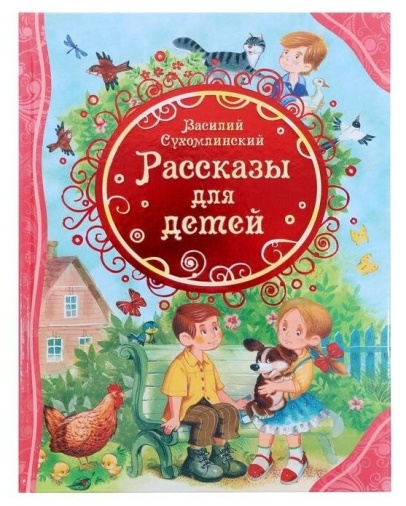 Василий
Сухомлинский
Рассказы
для
детей